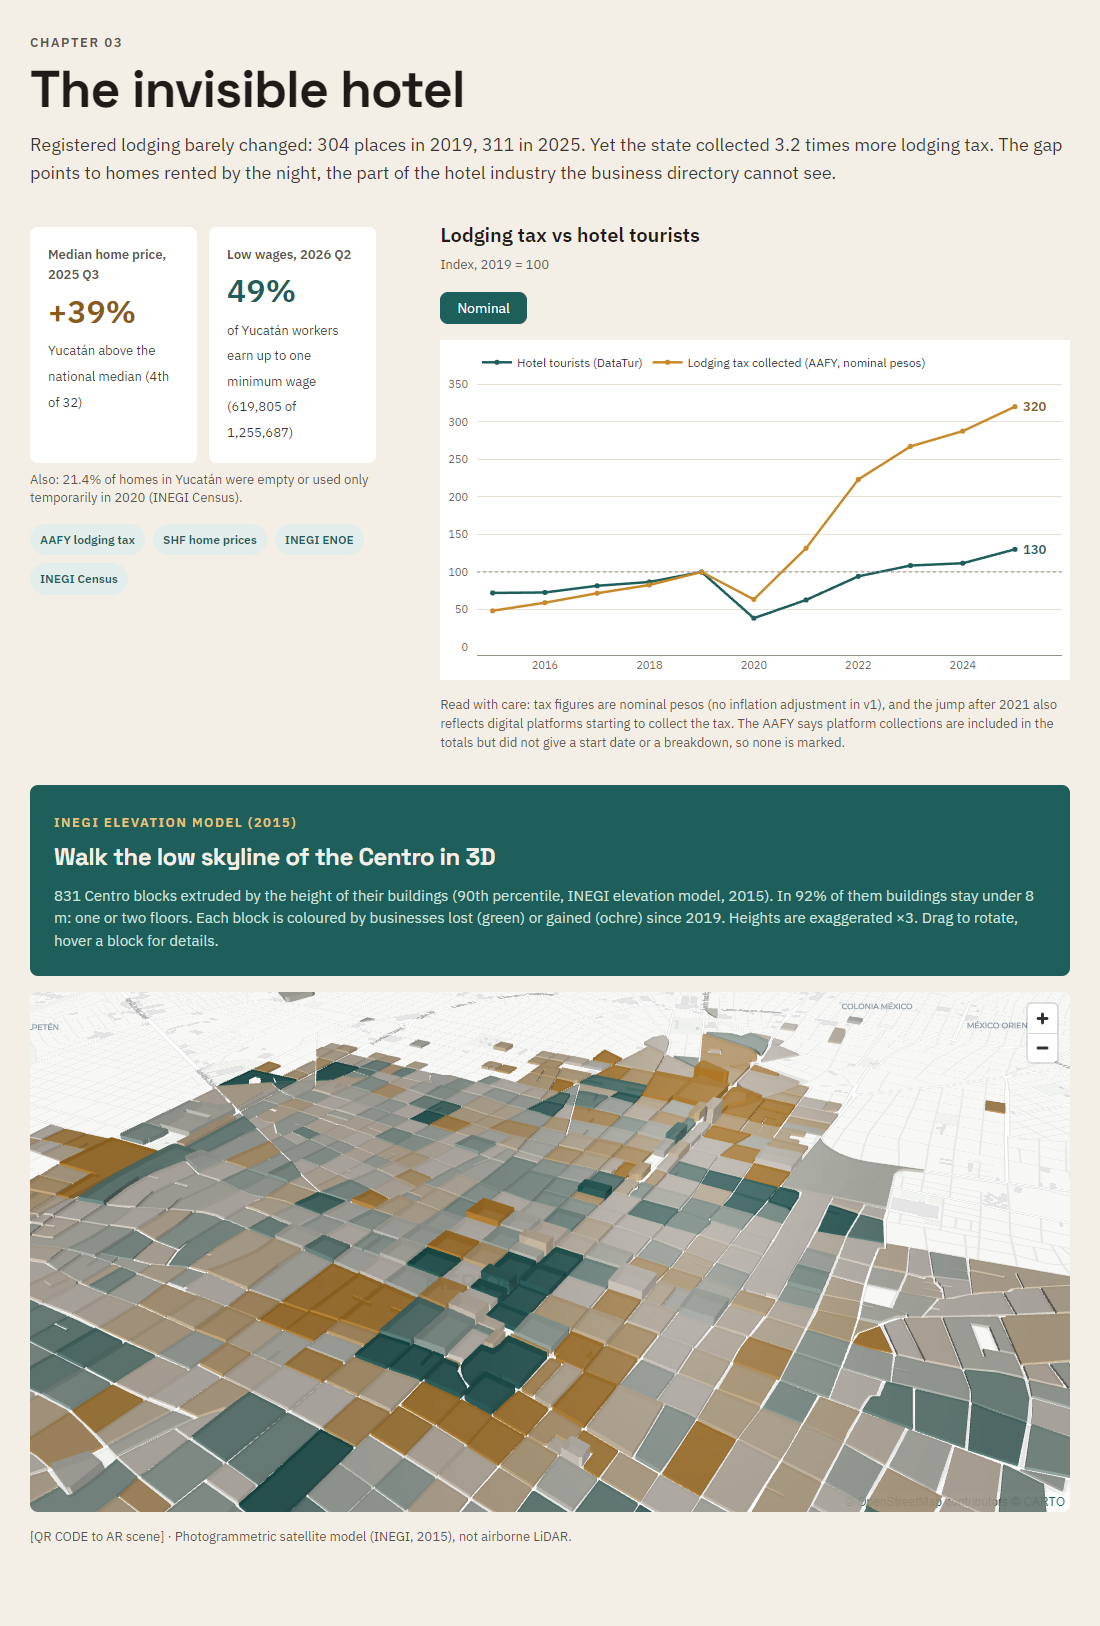 CHAPTER 03
The invisible hotel
Registered lodging barely changed: 304 places in 2019, 311 in 2025. Yet the state collected 3.2 times more lodging tax. The gap
points to homes rented by the night, the part of the hotel industry the business directory cannot see.
Median home price,
2025 Q3
+39%
Yucatán above the
national median (4th
of 32)
Low wages, 2026 Q2
49%
of Yucatán workers
earn up to one
minimum wage
(619,805 of
1,255,687)
Also: 21.4% of homes in Yucatán were empty or used only
temporarily in 2020 (INEGI Census).
AAFY lodging tax
SHF home prices
INEGI ENOE
INEGI Census
Lodging tax vs hotel tourists
Index, 2019 = 100
Nominal
Hotel tourists (DataTur)
Lodging tax collected (AAFY, nominal pesos)
350
300
250
200
150
100
50
0
320
130
2016
2018
2020
2022
2024
Read with care: tax figures are nominal pesos (no inflation adjustment in v1), and the jump after 2021 also
reflects digital platforms starting to collect the tax. The AAFY says platform collections are included in the
totals but did not give a start date or a breakdown, so none is marked.
INEGI ELEVATION MODEL (2015)
Walk the low skyline of the Centro in 3D
831 Centro blocks extruded by the height of their buildings (90th percentile, INEGI elevation model, 2015). In 92% of them buildings stay under 8
m: one or two floors. Each block is coloured by businesses lost (green) or gained (ochre) since 2019. Heights are exaggerated ×3. Drag to rotate,
hover a block for details.
COLONIA MÉXICO
MÉXICO ORIEN
PETÉN
+
−
© OpenStreetMap contributors © CARTO
[QR CODE to AR scene] · Photogrammetric satellite model (INEGI, 2015), not airborne LiDAR.